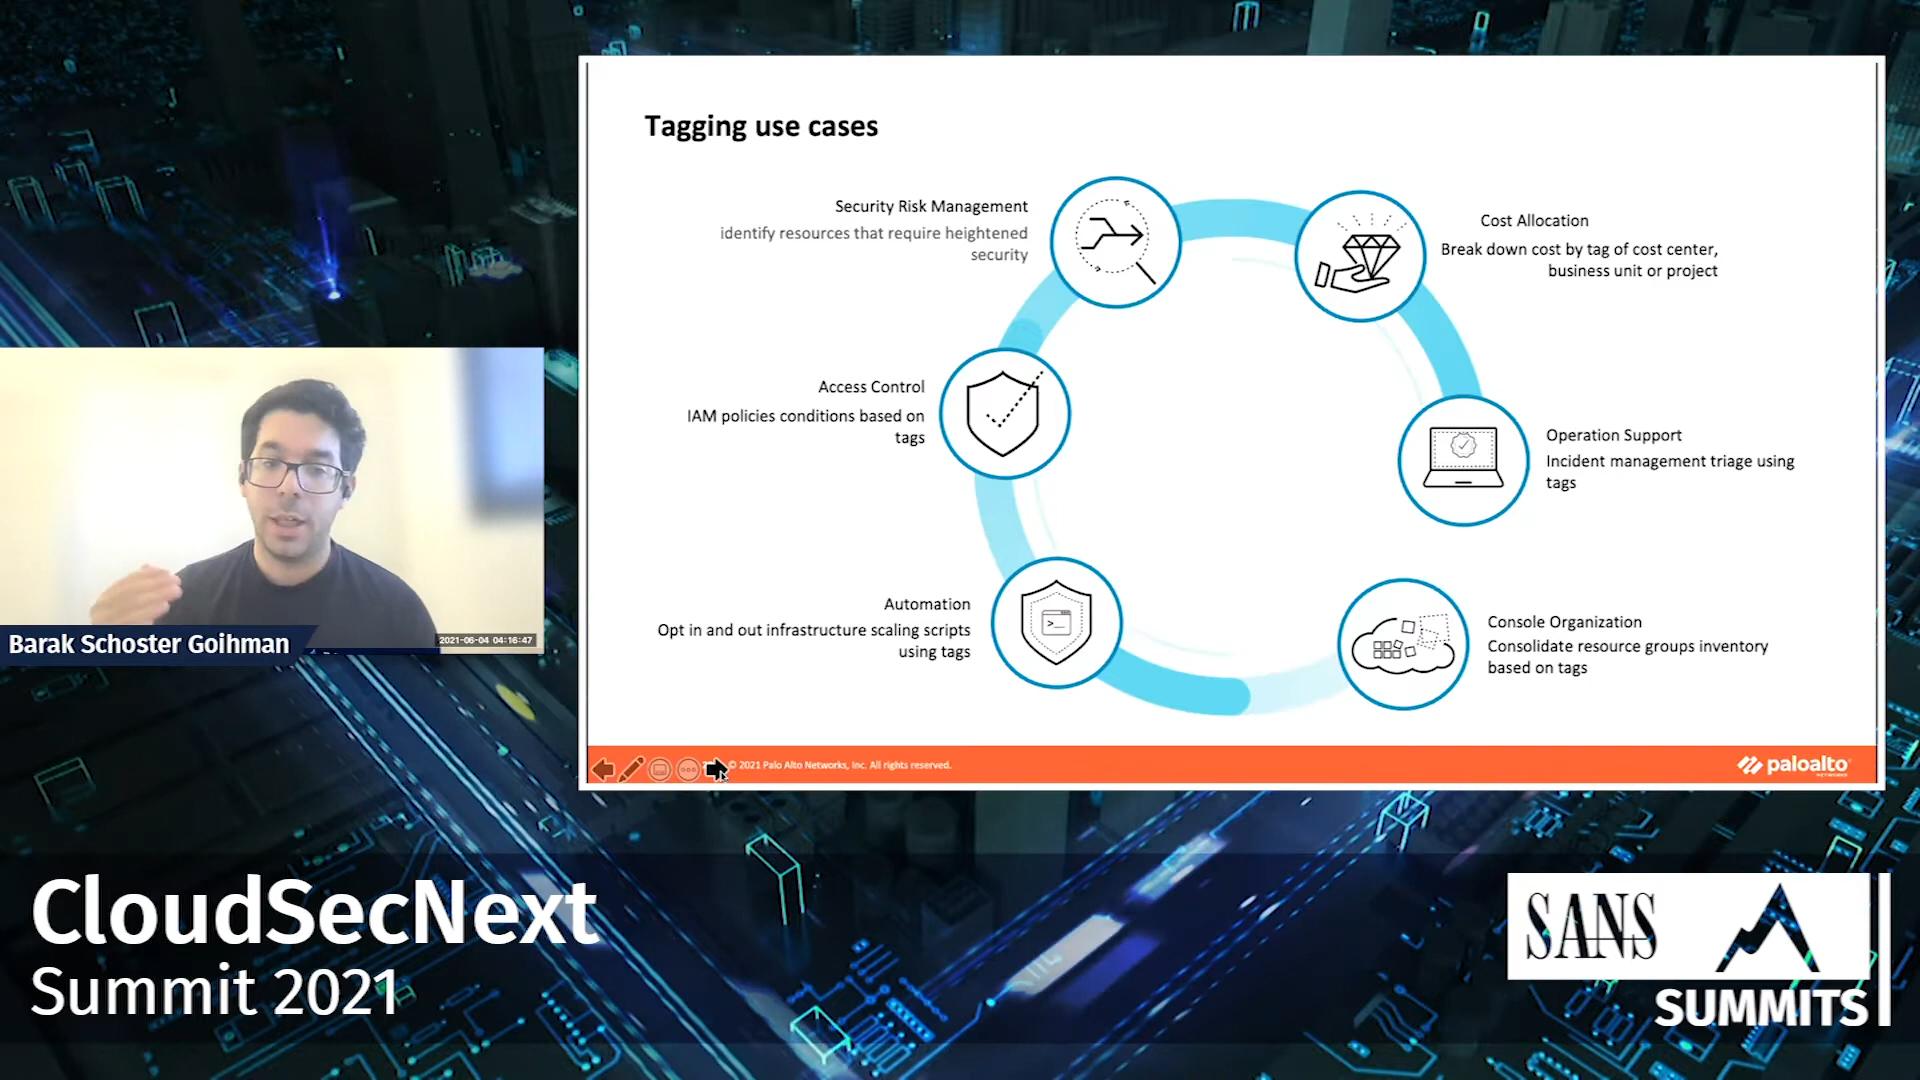 Tagging use cases
Security Risk Management
identify resources that require heightened
security
Cost Allocation
Break down cost by tag of cost center,
business unit or project
Access Control
IAM policies conditions based on
tags
Operation Support
Incident management triage using
tags
Automation
Opt in and out infrastructure scaling scripts
using tags
Console Organization
Consolidate resource groups inventory
based on tags
© 2021 Palo Alto Networks, Inc. All rights reserved.
paloalto
NETWORKS
Barak Schoster Goihman
2021-06-04 04:16:47
CloudSecNext
Summit 2021
SANS
SUMMITS